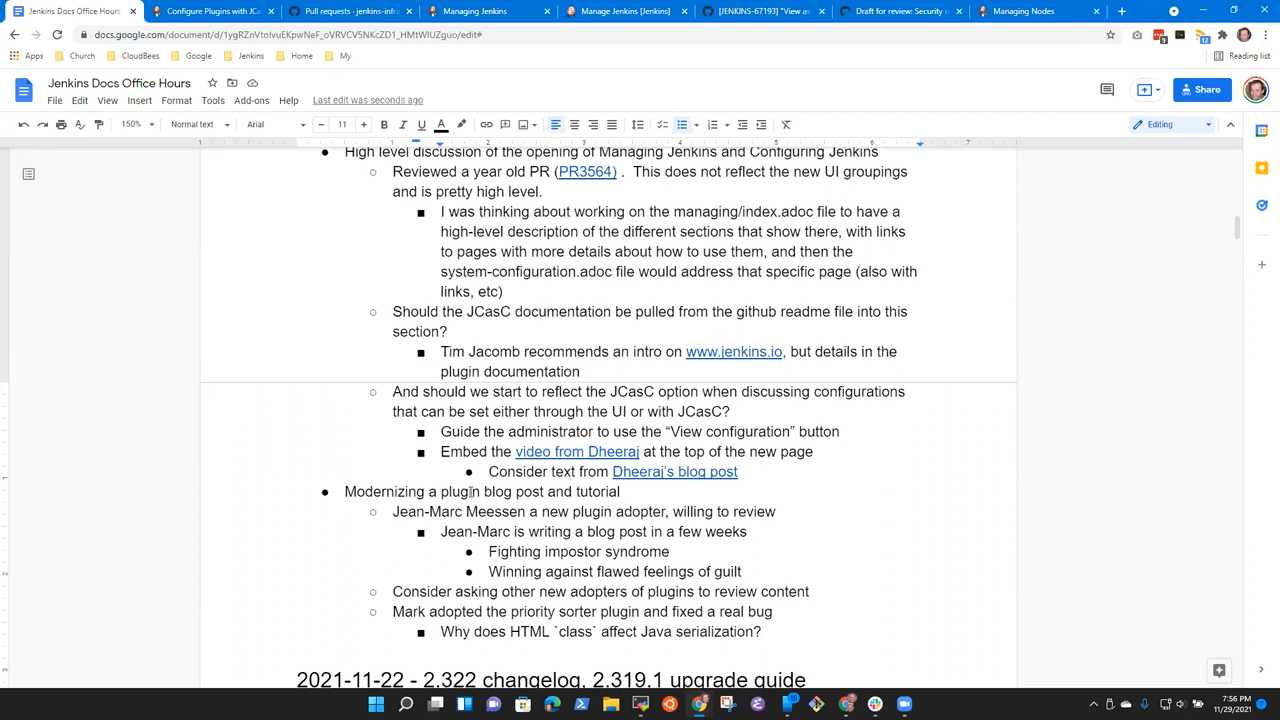 Jenkins Docs Office Hours
Configure Plugins with JCa
Pull requests · jenkins-infra
Managing Jenkins
Manage Jenkins [Jenkins]
[JENKINS-67193] "View as
Draft for review: Security r
Managing Nodes
docs.google.com/document/d/1ygRZnVtoIvuEKpwNeF_oVRVCV5NKcZD1_HMtWIUZguo/edit#
Apps
Church
CloudBees
Google
Jenkins
Home
My
Reading list
Jenkins Docs Office Hours
File Edit View Insert Format Tools Add-ons Help Last edit was seconds ago
Share
150% Normal text Arial 11 Editing
High level discussion of the opening of Managing Jenkins and Configuring Jenkins
Reviewed a year old PR (PR3564) . This does not reflect the new UI groupings
and is pretty high level.
I was thinking about working on the managing/index.adoc file to have a
high-level description of the different sections that show there, with links
to pages with more details about how to use them, and then the
system-configuration.adoc file would address that specific page (also with
links, etc)
Should the JCasC documentation be pulled from the github readme file into this
section?
Tim Jacomb recommends an intro on www.jenkins.io, but details in the
plugin documentation
And should we start to reflect the JCasC option when discussing configurations
that can be set either through the UI or with JCasC?
Guide the administrator to use the “View configuration” button
Embed the video from Dheeraj at the top of the new page
Consider text from Dheeraj’s blog post
Modernizing a plugin blog post and tutorial
Jean-Marc Meessen a new plugin adopter, willing to review
Jean-Marc is writing a blog post in a few weeks
Fighting impostor syndrome
Winning against flawed feelings of guilt
Consider asking other new adopters of plugins to review content
Mark adopted the priority sorter plugin and fixed a real bug
Why does HTML `class` affect Java serialization?
2021-11-22 - 2.322 changelog, 2.319.1 upgrade guide
7:56 PM
11/29/2021